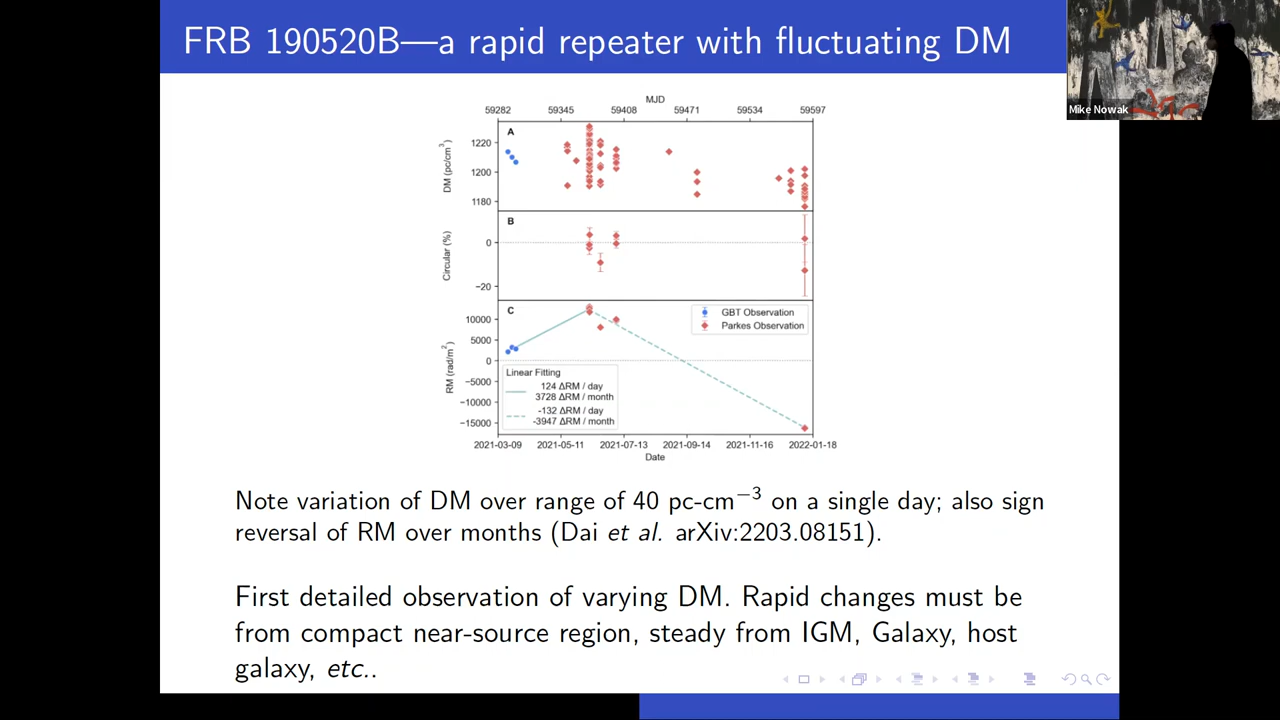 FRB 190520B—a rapid repeater with fluctuating DM
Mike Nowak
MJD
59282 59345 59408 59471 59534 59597
A
1220
1200
1180
DM (pc/cm³)
B
0
−20
Circular (%)
C
GBT Observation
Parkes Observation
10000
5000
0
−5000
−10000
−15000
RM (rad/m²)
Linear Fitting
124 ΔRM / day
3728 ΔRM / month
-132 ΔRM / day
-3947 ΔRM / month
2021-03-09 2021-05-11 2021-07-13 2021-09-14 2021-11-16 2022-01-18
Date
Note variation of DM over range of 40 pc-cm⁻³ on a single day; also sign
reversal of RM over months (Dai et al. arXiv:2203.08151).
First detailed observation of varying DM. Rapid changes must be
from compact near-source region, steady from IGM, Galaxy, host
galaxy, etc..